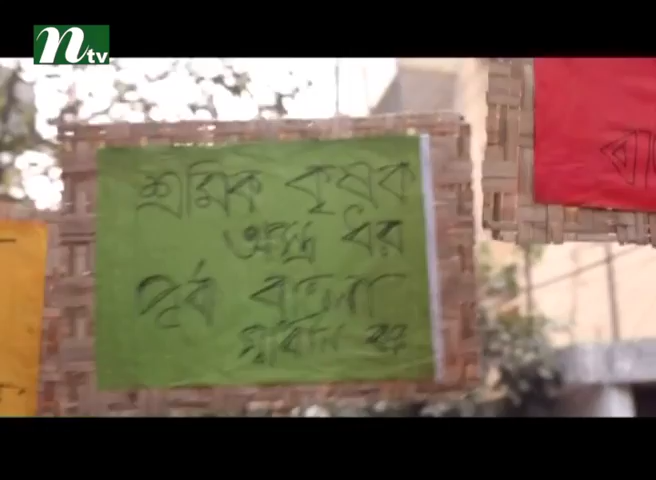 ntv
শ্রমিক কৃষক
অস্ত্র ধর
পূর্ব বাংলা
স্বাধীন কর